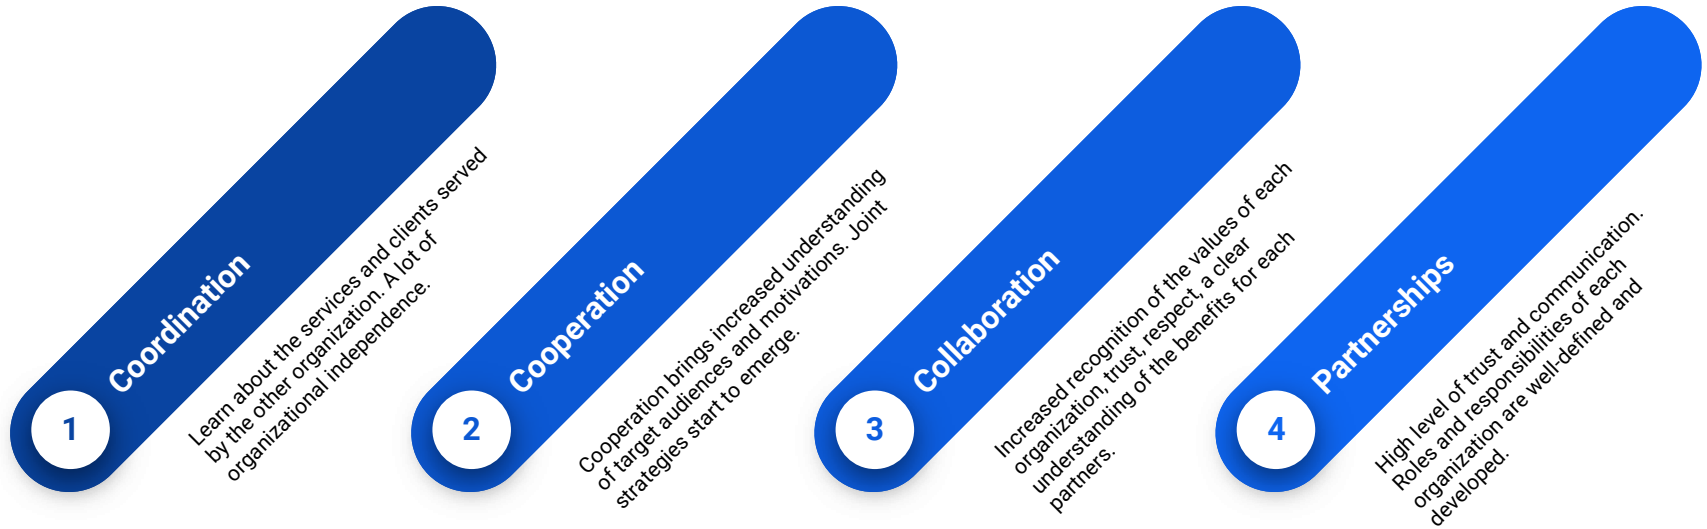 1
Coordination
Learn about the services and clients served
by the other organization. A lot of
organizational independence.
2
Cooperation
Cooperation brings increased understanding
of target audiences and motivations. Joint
strategies start to emerge.
3
Collaboration
Increased recognition of the values of each
organization, trust, respect, a clear
understanding of the benefits for each
partners.
4
Partnerships
High level of trust and communication.
Roles and responsibilities of each
organization are well-defined and
developed.